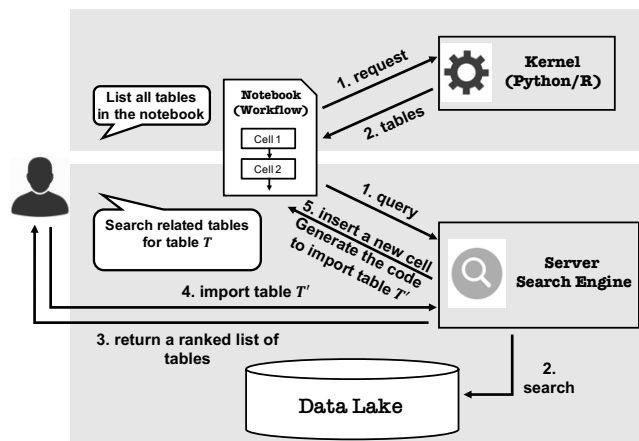 List all tables
in the notebook
Notebook
(Workflow)
Cell 1
Cell 2
1. request
2. tables
Kernel
(Python/R)
Search related tables
for table T
1. query
5. insert a new cell
Generate the code
to import table T'
Server
Search Engine
4. import table T'
3. return a ranked list of
tables
2.
search
Data Lake